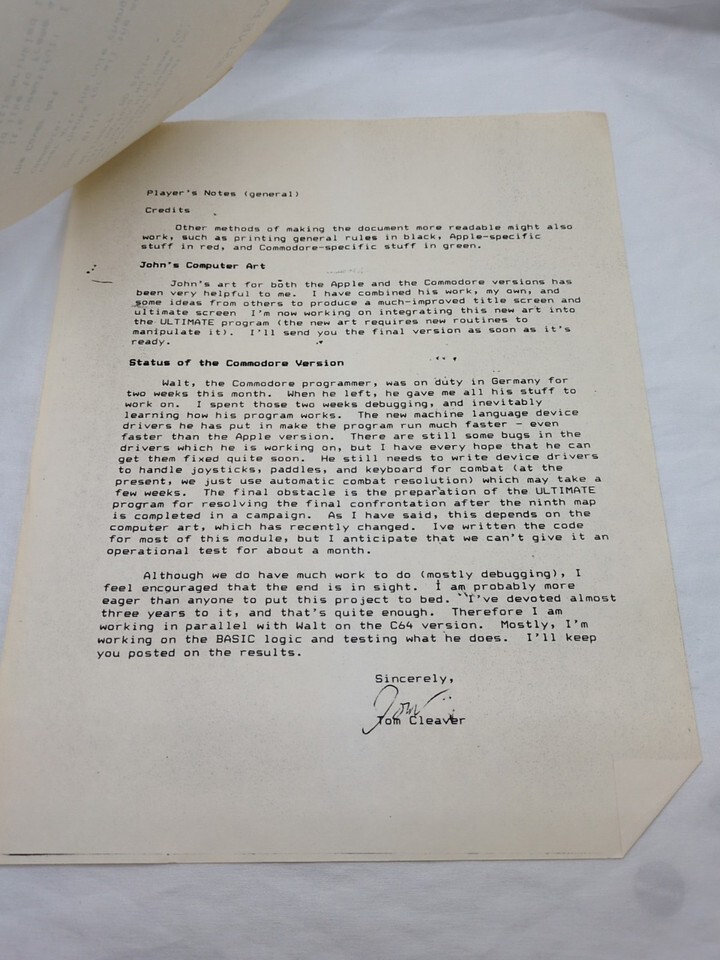 Player's Notes (general)
Credits
Other methods of making the document more readable might also
work, such as printing general rules in black, Apple-specific
stuff in red, and Commodore-specific stuff in green.
John's Computer Art
John's art for both the Apple and the Commodore versions has
been very helpful to me. I have combined his work, my own, and
some ideas from others to produce a much-improved title screen and
ultimate screen I'm now working on integrating this new art into
the ULTIMATE program (the new art requires new routines to
manipulate it). I'll send you the final version as soon as it's
ready.
Status of the Commodore Version
Walt, the Commodore programmer, was on duty in Germany for
two weeks this month. When he left, he gave me all his stuff to
work on. I spent those two weeks debugging, and inevitably
learning how his program works. The new machine language device
drivers he has put in make the program run much faster - even
faster than the Apple version. There are still some bugs in the
drivers which he is working on, but I have every hope that he can
get them fixed quite soon. He still needs to write device drivers
to handle joysticks, paddles, and keyboard for combat (at the
present, we just use automatic combat resolution) which may take a
few weeks. The final obstacle is the preparation of the ULTIMATE
program for resolving the final confrontation after the ninth map
is completed in a campaign. As I have said, this depends on the
computer art, which has recently changed. Ive written the code
for most of this module, but I anticipate that we can't give it an
operational test for about a month.
Although we do have much work to do (mostly debugging), I
feel encouraged that the end is in sight. I am probably more
eager than anyone to put this project to bed. I've devoted almost
three years to it, and that's quite enough. Therefore I am
working in parallel with Walt on the C64 version. Mostly, I'm
working on the BASIC logic and testing what he does. I'll keep
you posted on the results.
Sincerely,
Tom
Tom Cleaver